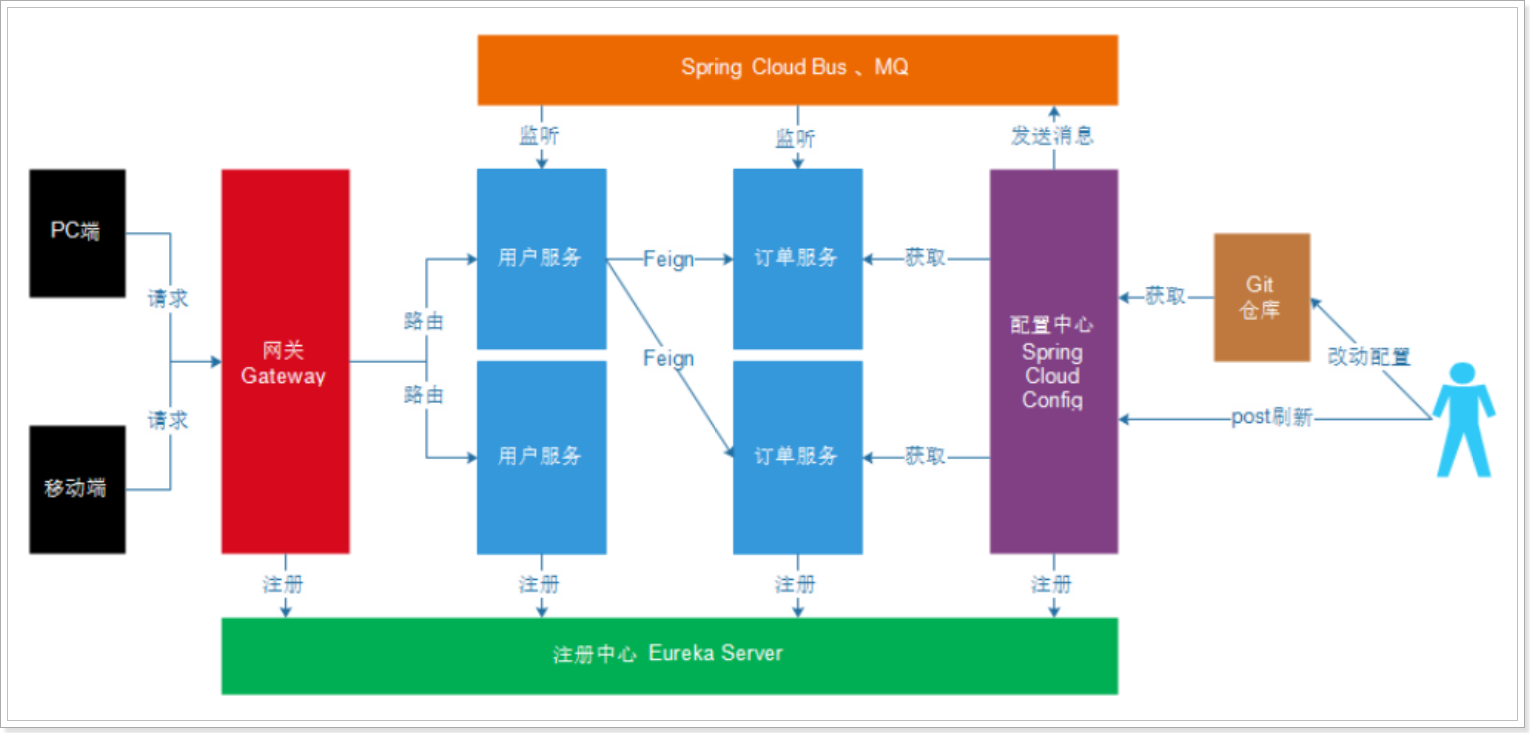 Spring Cloud Bus 、MQ
监听
监听
发送消息
PC端
请求
请求
移动端
网关
Gateway
路由
路由
用户服务
用户服务
Feign
Feign
订单服务
订单服务
获取
获取
配置中心
Spring
Cloud
Config
获取
Git
仓库
改动配置
post刷新
注册
注册
注册
注册
注册中心 Eureka Server